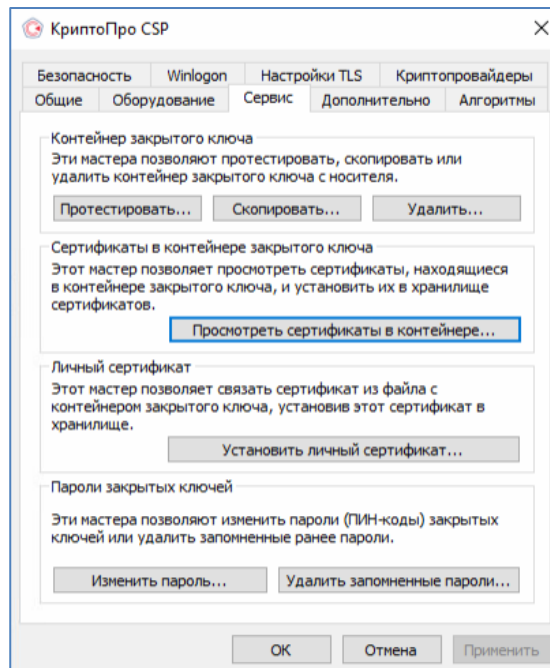 КриптоПро CSP
Безопасность Winlogon Настройки TLS Криптопровайдеры
Общие Оборудование Сервис Дополнительно Алгоритмы
Контейнер закрытого ключа
Эти мастера позволяют протестировать, скопировать или
удалить контейнер закрытого ключа с носителя.
Протестировать... Скопировать... Удалить...
Сертификаты в контейнере закрытого ключа
Этот мастер позволяет просмотреть сертификаты, находящиеся
в контейнере закрытого ключа, и установить их в хранилище
сертификатов.
Просмотреть сертификаты в контейнере...
Личный сертификат
Этот мастер позволяет связать сертификат из файла с
контейнером закрытого ключа, установив этот сертификат в
хранилище.
Установить личный сертификат...
Пароли закрытых ключей
Эти мастера позволяют изменить пароли (ПИН-коды) закрытых
ключей или удалить запомненные ранее пароли.
Изменить пароль... Удалить запомненные пароли...
ОК Отмена Применить